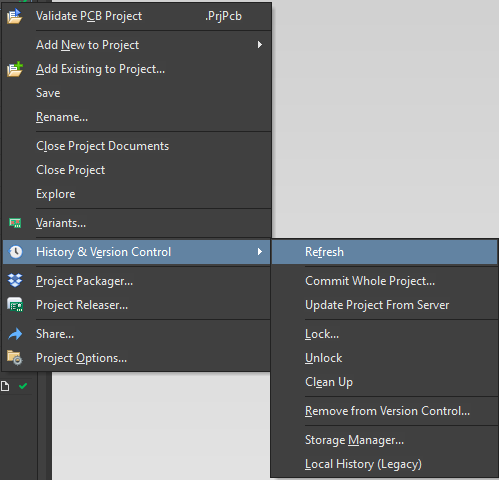 Validate PCB Project .PrjPcb
Add New to Project
Add Existing to Project...
Save
Rename...
Close Project Documents
Close Project
Explore
Variants...
History & Version Control
Project Packager...
Project Releaser...
Share...
Project Options...
Refresh
Commit Whole Project...
Update Project From Server
Lock...
Unlock
Clean Up
Remove from Version Control...
Storage Manager...
Local History (Legacy)